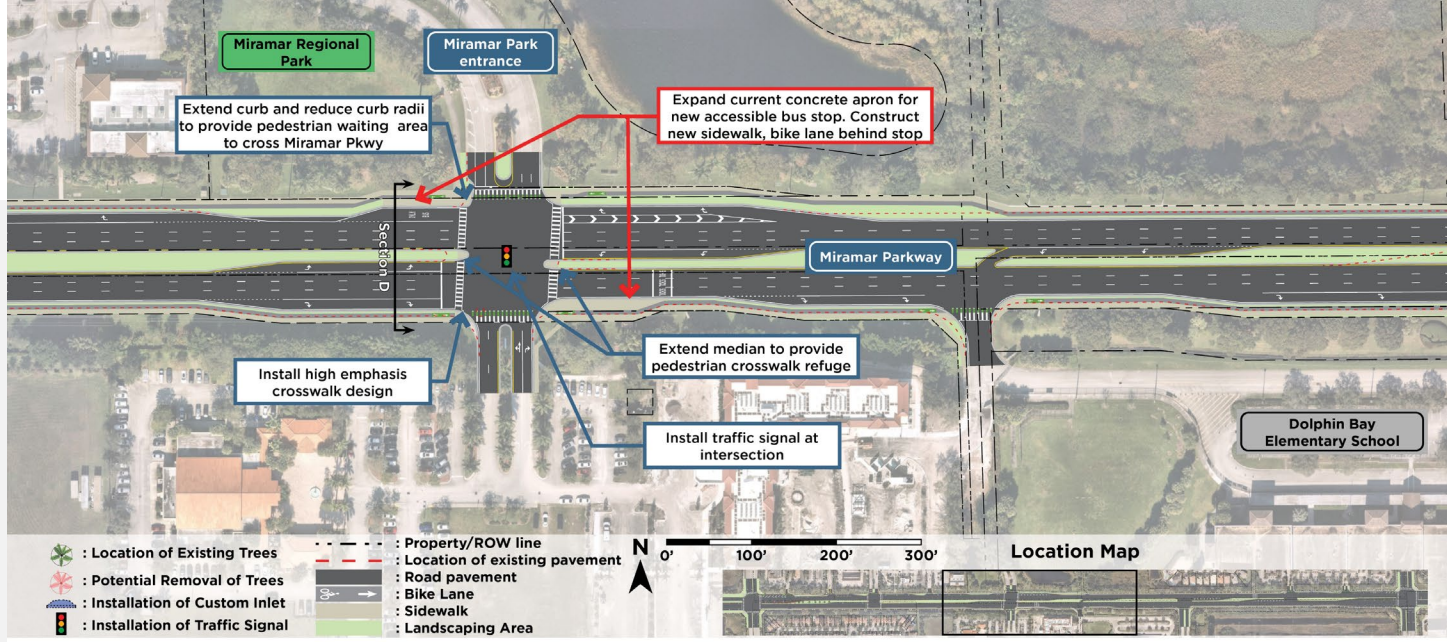 Miramar Regional
Park
Miramar Park
entrance
Extend curb and reduce curb radii
to provide pedestrian waiting area
to cross Miramar Pkwy
Expand current concrete apron for
new accessible bus stop. Construct
new sidewalk, bike lane behind stop
Section D
Miramar Parkway
Install high emphasis
crosswalk design
Extend median to provide
pedestrian crosswalk refuge
Install traffic signal at
intersection
Dolphin Bay
Elementary School
: Location of Existing Trees
: Potential Removal of Trees
: Installation of Custom Inlet
: Installation of Traffic Signal
: Property/ROW line
: Location of existing pavement
: Road pavement
: Bike Lane
: Sidewalk
: Landscaping Area
N
0' 100' 200' 300'
Location Map